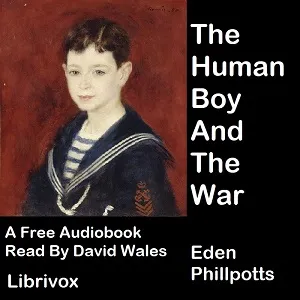 The
Human
Boy
And
The
War
A Free Audiobook
Read By David Wales
Librivox
Eden
Phillpotts